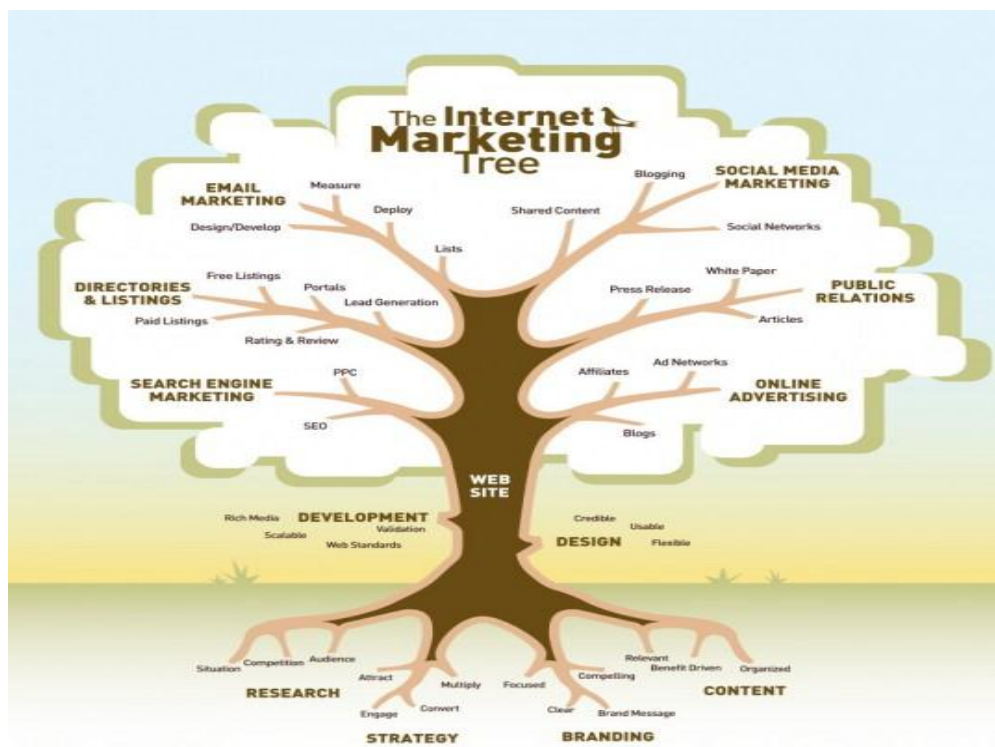 The Internet
Marketing
Tree
EMAIL
MARKETING
Measure
Deploy
Design/Develop
Lists
Shared Content
Blogging
SOCIAL MEDIA
MARKETING
Social Networks
DIRECTORIES
& LISTINGS
Free Listings
Portals
Lead Generation
Paid Listings
Rating & Review
Press Release
White Paper
PUBLIC
RELATIONS
Articles
SEARCH ENGINE
MARKETING
PPC
SEO
Affiliates
Ad Networks
ONLINE
ADVERTISING
Blogs
WEB
SITE
Rich Media
DEVELOPMENT
Validation
Scalable
Web Standards
Credible
Usable
DESIGN
Flexible
Situation
Competition
Audience
RESEARCH
Attract
Multiply
Engage
Convert
STRATEGY
Focused
Compelling
Clear
Brand Message
BRANDING
Relevant
Benefit Driven
Organized
CONTENT